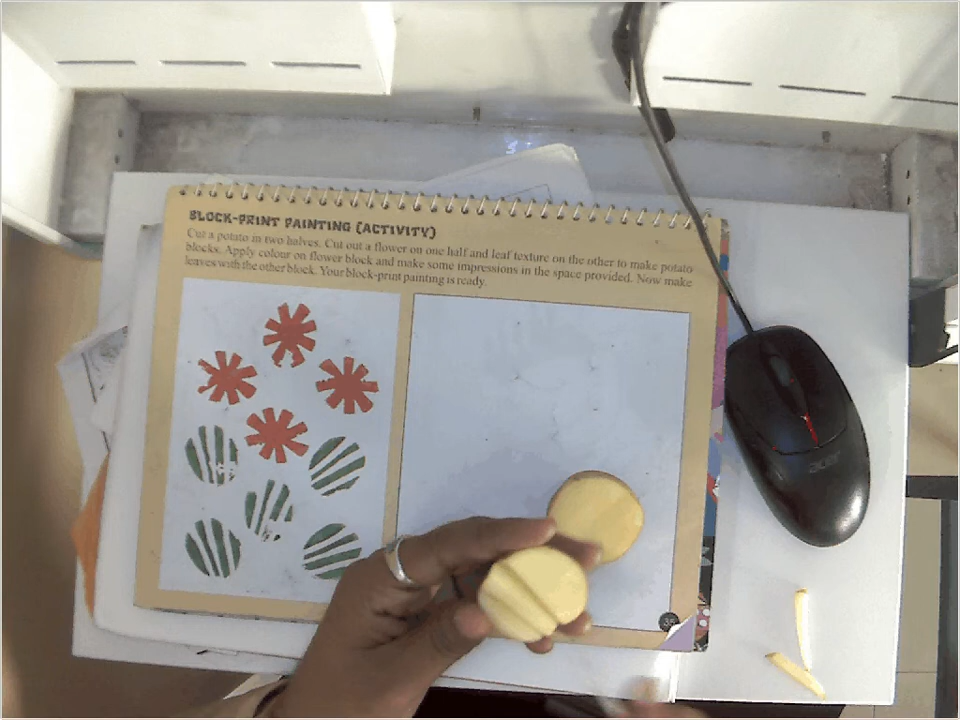 BLOCK-PRINT PAINTING (ACTIVITY)
Cut a potato in two halves. Cut out a flower on one half and leaf texture on the other to make potato
blocks. Apply colour on flower block and make some impressions in the space provided. Now make
leaves with the other block. Your block-print painting is ready.
acer